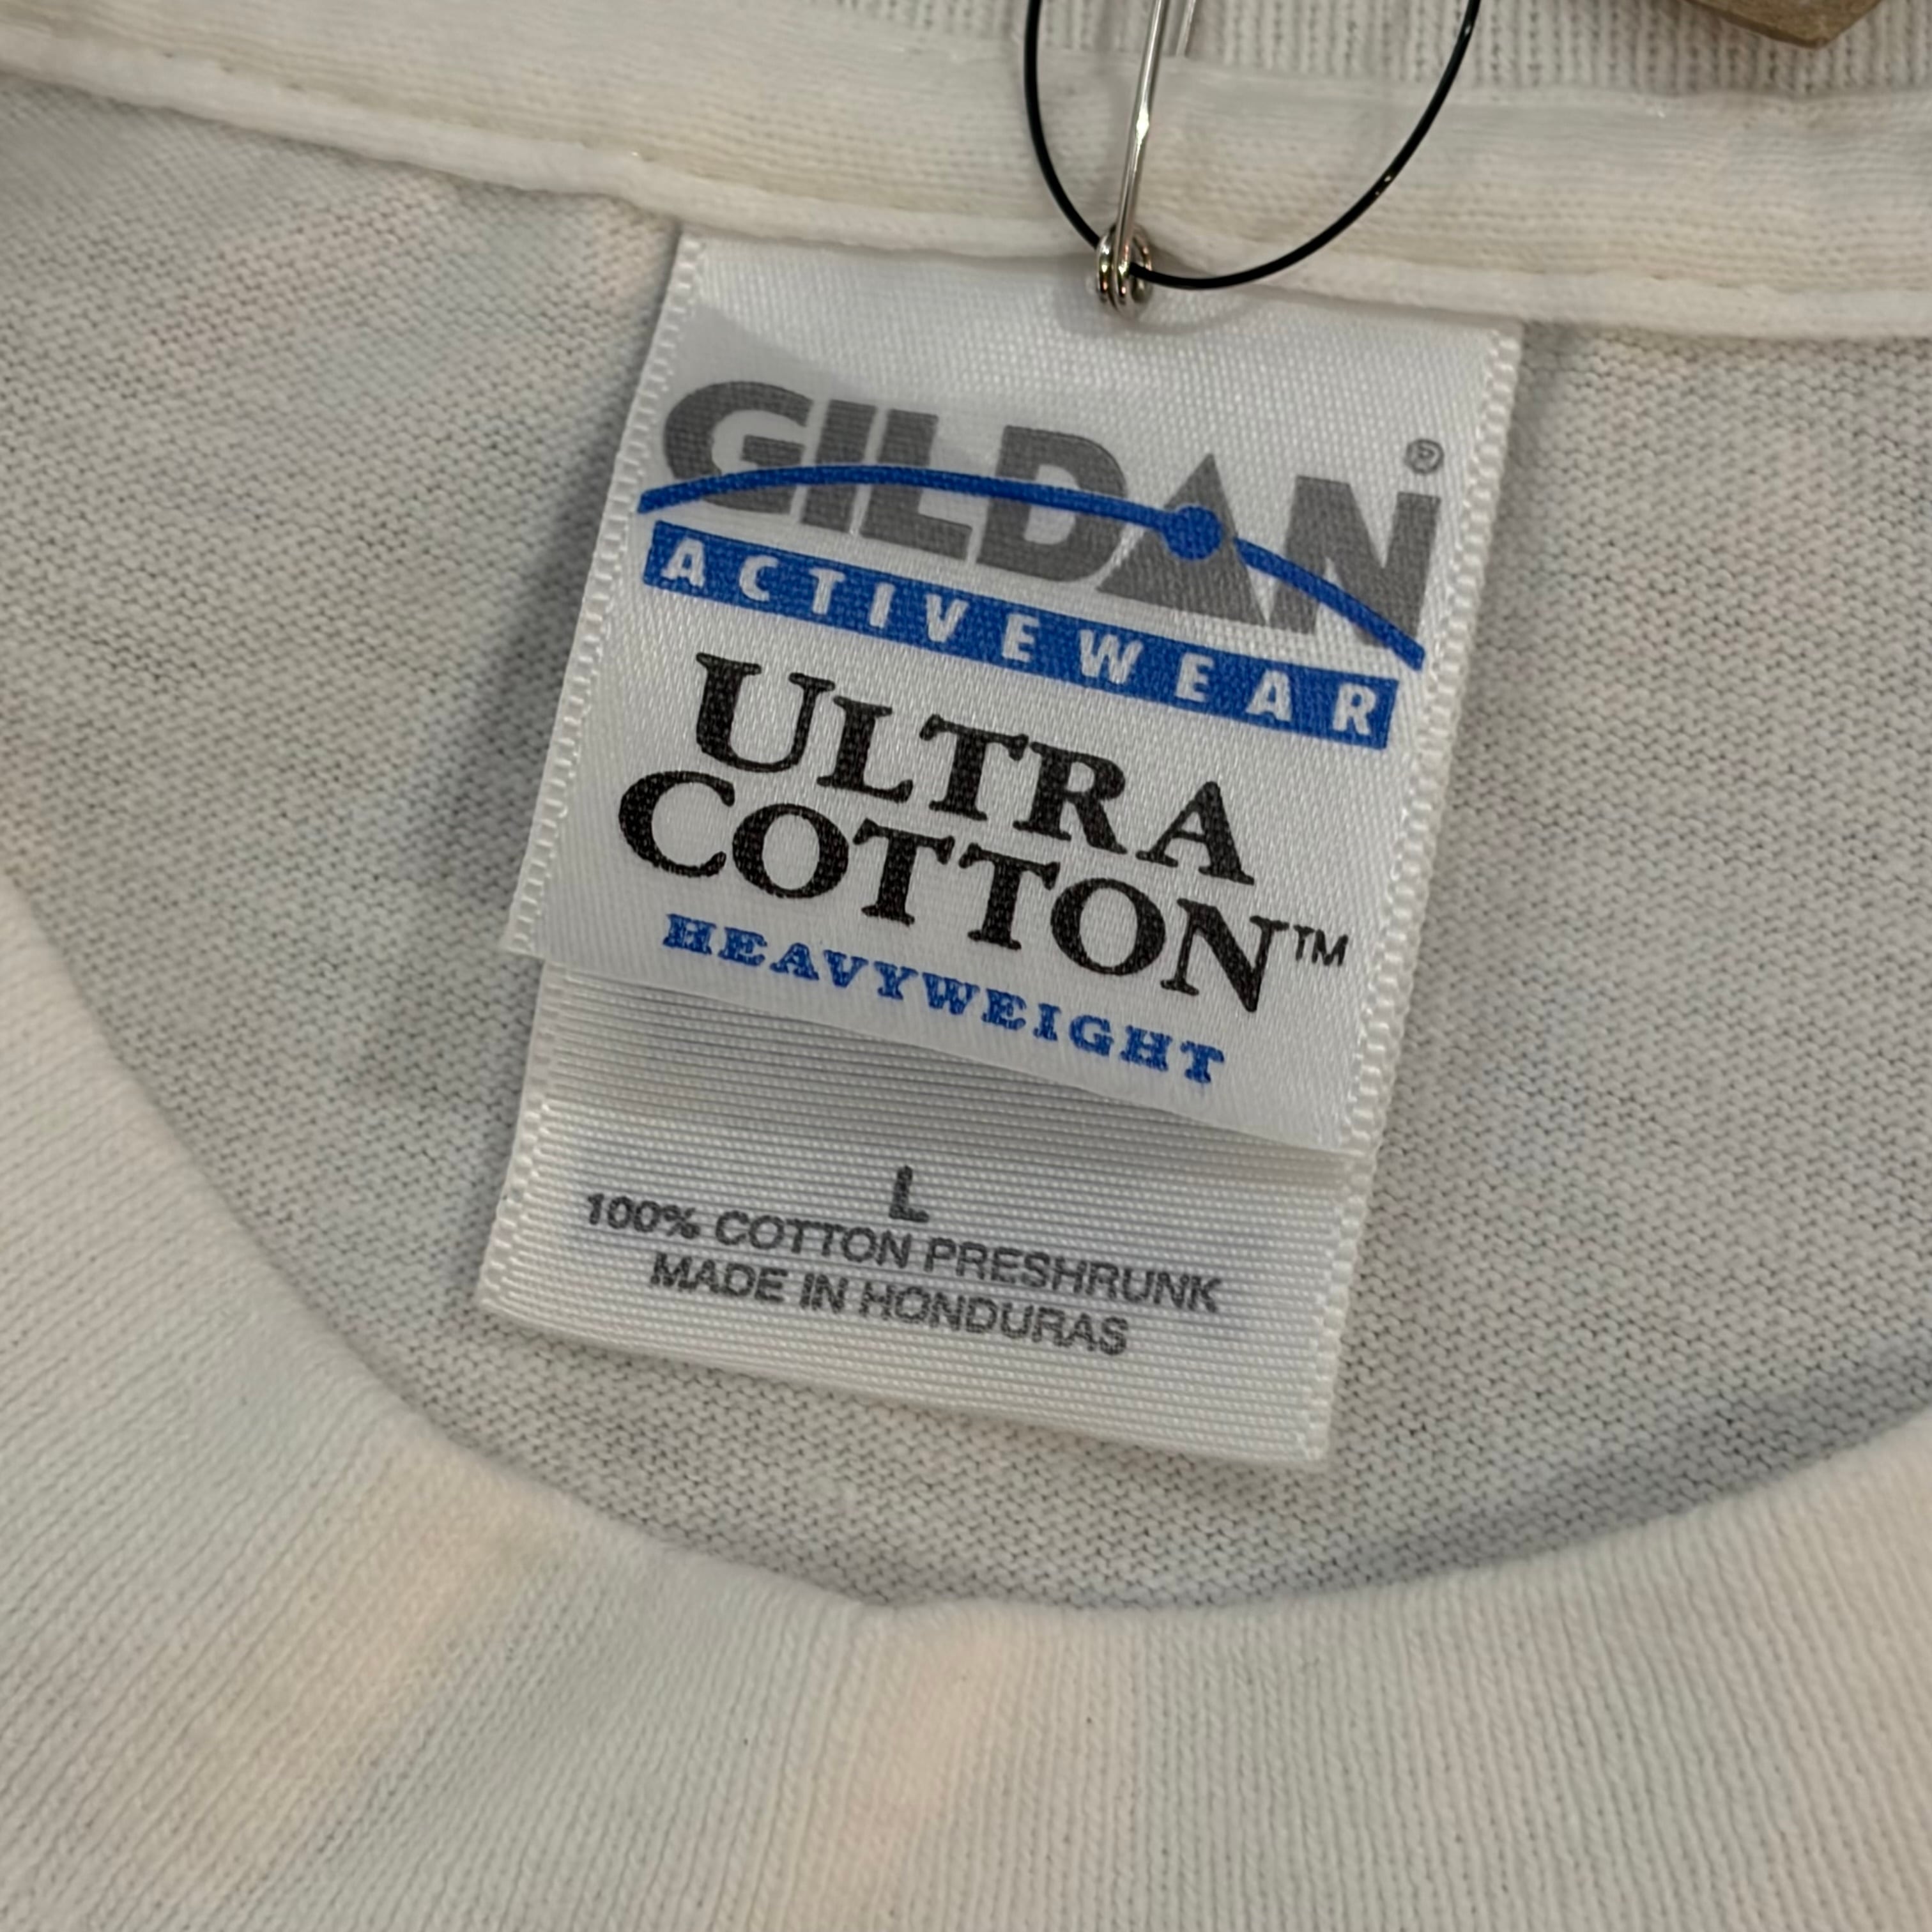 GILDAN®
ACTIVEWEAR
ULTRA
COTTON™
HEAVYWEIGHT
L
100% COTTON PRESHRUNK
MADE IN HONDURAS